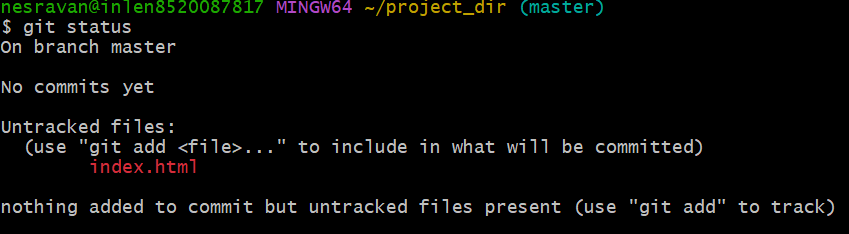 nesravan@inlen8520087817 MINGW64 ~/project_dir (master)
$ git status
On branch master
No commits yet
Untracked files:
(use "git add <file>..." to include in what will be committed)
index.html
nothing added to commit but untracked files present (use "git add" to track)